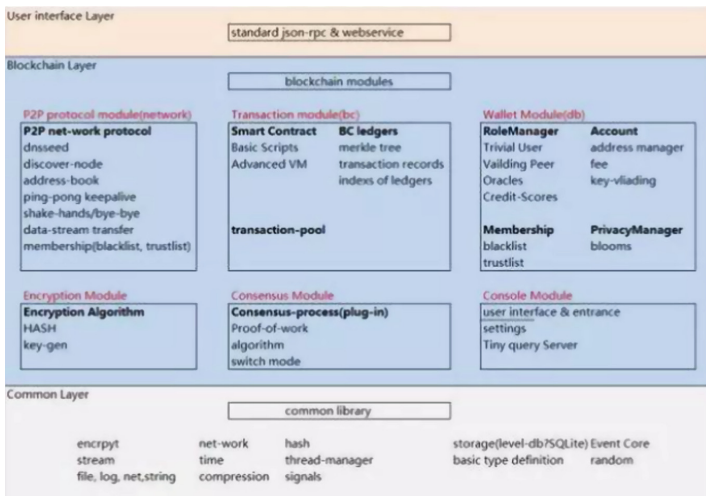 User interface Layer
standard json-rpc & webservice
Blockchain Layer
blockchain modules
P2P protocol module(network)
P2P net-work protocol
dnsseed
discover-node
address-book
ping-pong keepalive
shake-hands/bye-bye
data-stream transfer
membership(blacklist, trustlist)
Transaction module(bc)
Smart Contract BC ledgers
Basic Scripts merkle tree
Advanced VM transaction records
indexs of ledgers
transaction-pool
Wallet Module(db)
RoleManager Account
Trivial User address manager
Vailding Peer fee
Oracles key-vliading
Credit-Scores
Membership PrivacyManager
blacklist blooms
trustlist
Encryption Module
Encryption Algorithm
HASH
key-gen
Consensus Module
Consensus-process(plug-in)
Proof-of-work
algorithm
switch mode
Console Module
user interface & entrance
settings
Tiny query Server
Common Layer
common library
encrpyt net-work hash storage(level-db?SQLite) Event Core
stream time thread-manager basic type definition random
file, log, net,string compression signals